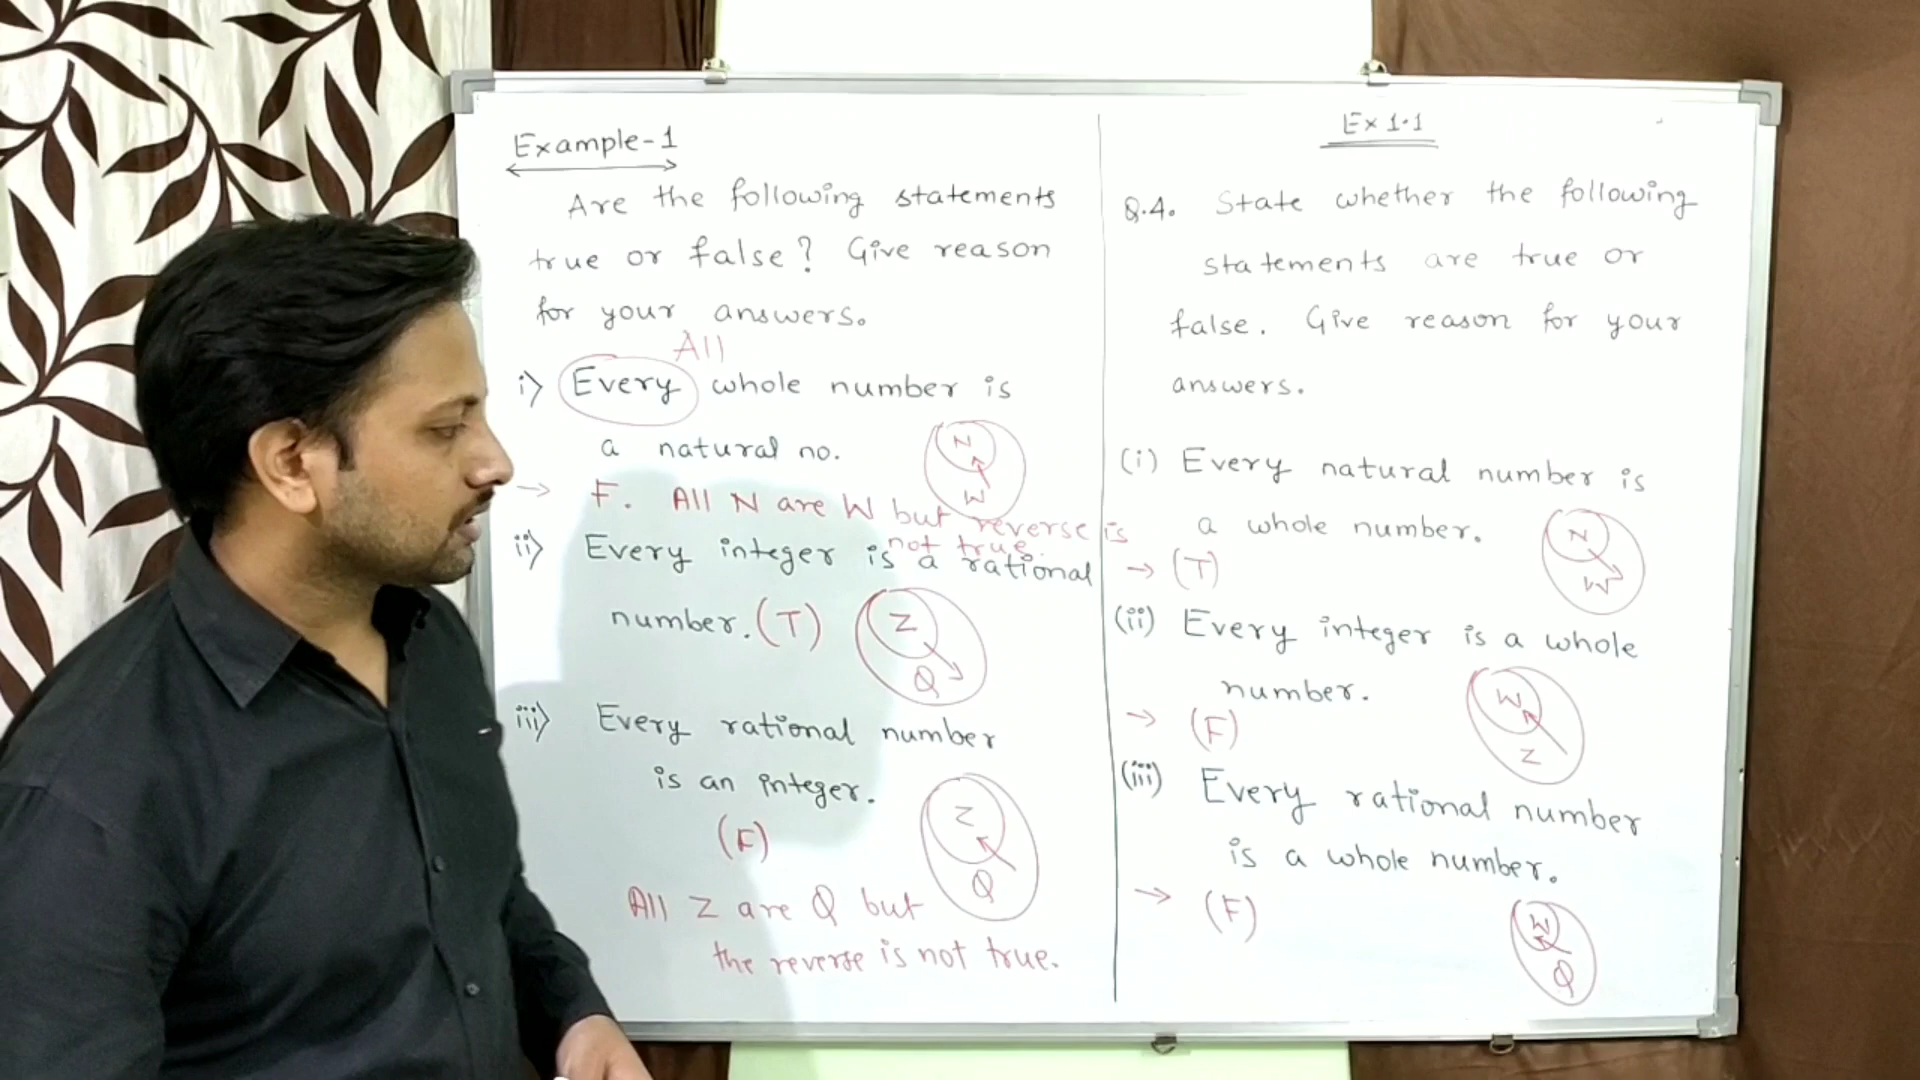 Example-1
Are the following statements
true or false? Give reason
for your answers.
All
i) Every whole number is
a natural no.
N
W
→ F. All N are W but reverse is
not true.
ii) Every integer is a rational
number. (T)
Z
Q
iii) Every rational number
is an integer.
(F)
Z
Q
All Z are Q but
the reverse is not true.
Ex 1.1
Q.4. State whether the following
statements are true or
false. Give reason for your
answers.
(i) Every natural number is
a whole number.
N
W
→ (T)
(ii) Every integer is a whole
number.
W
Z
→ (F)
(iii) Every rational number
is a whole number.
→ (F)
W
Q